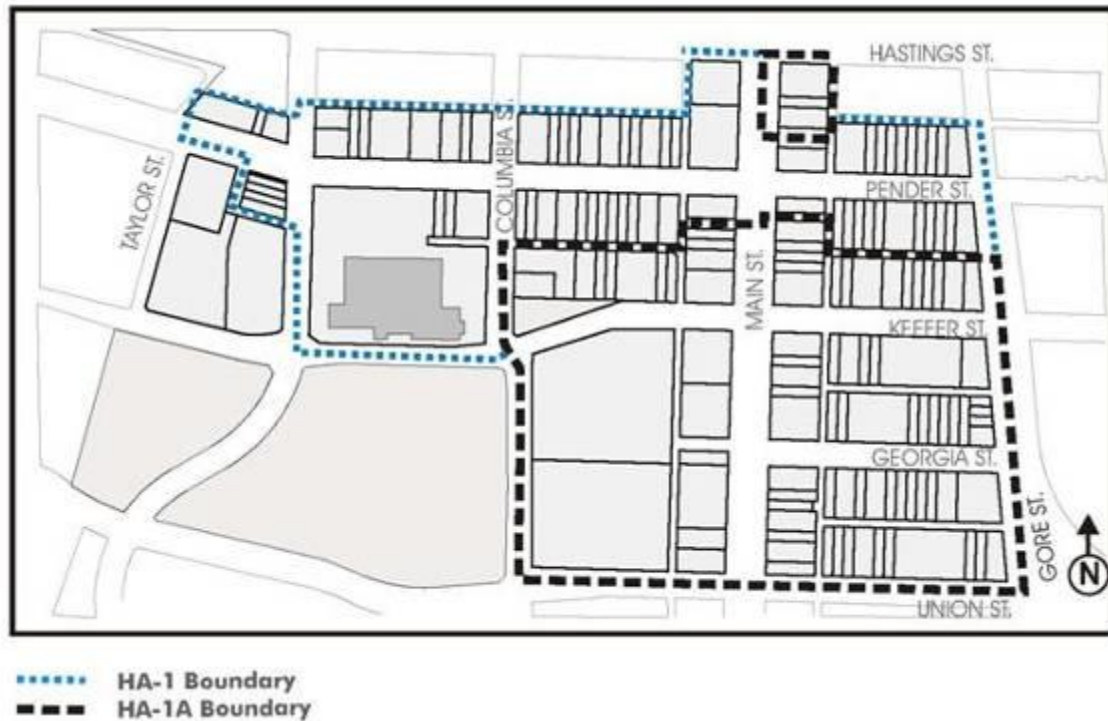 HASTINGS ST.
COLUMBIA ST.
TAYLOR ST.
PENDER ST.
MAIN ST.
KEEFER ST.
GEORGIA ST.
GORE ST.
N
UNION ST.
HA-1 Boundary
HA-1A Boundary